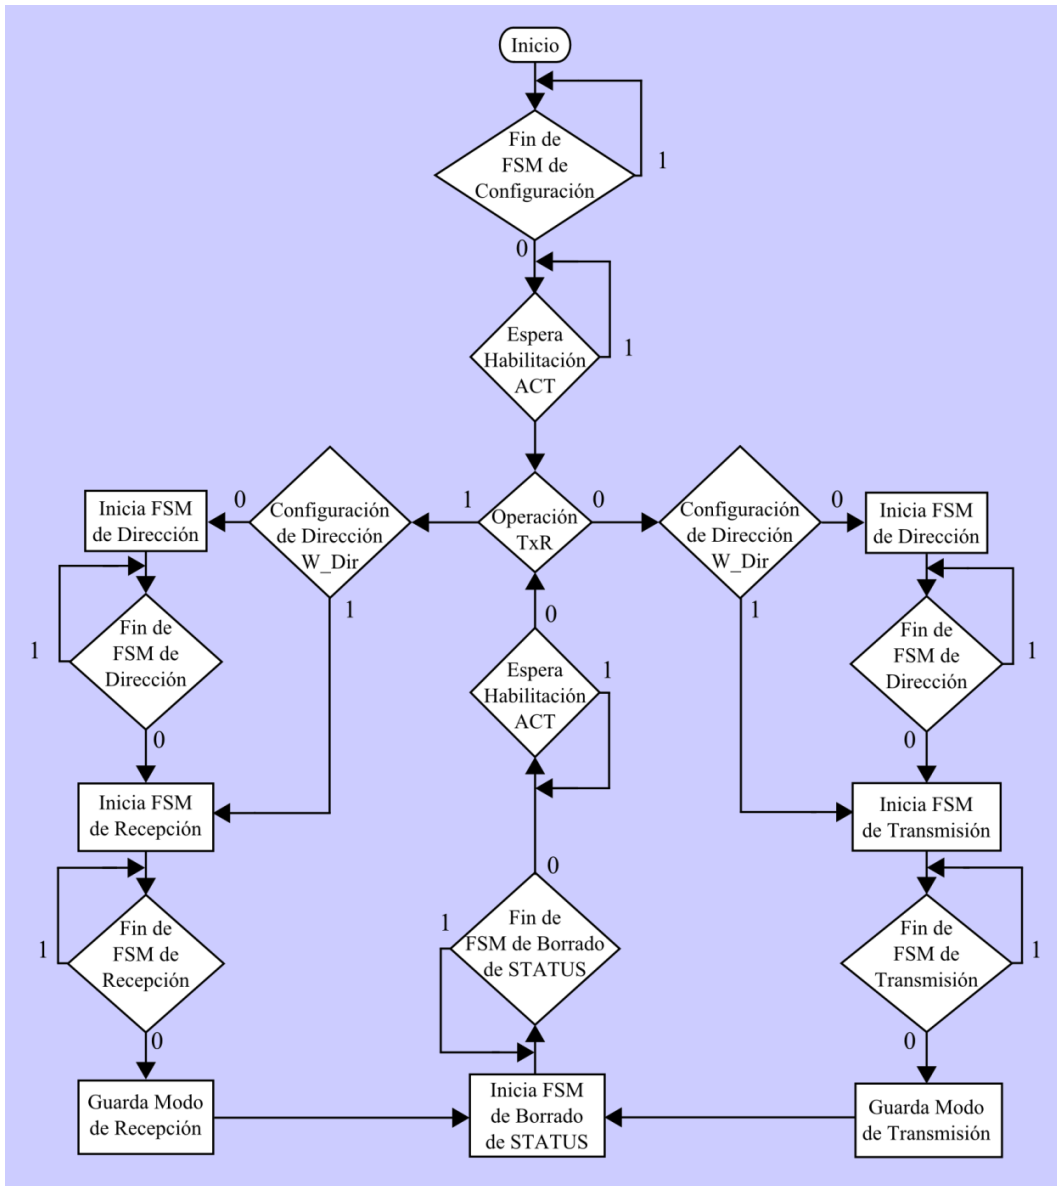 Inicio
Fin de
FSM de
Configuración
1
0
Espera
Habilitación
ACT
1
Operación
TxR
1
0
Configuración
de Dirección
W_Dir
0
1
Inicia FSM
de Dirección
Fin de
FSM de
Dirección
1
0
Inicia FSM
de Recepción
Fin de
FSM de
Recepción
1
0
Guarda Modo
de Recepción
Configuración
de Dirección
W_Dir
0
1
Inicia FSM
de Dirección
Fin de
FSM de
Dirección
1
0
Inicia FSM
de Transmisión
Fin de
FSM de
Transmisión
1
0
Guarda Modo
de Transmisión
Inicia FSM
de Borrado
de STATUS
Fin de
FSM de Borrado
de STATUS
1
0
Espera
Habilitación
ACT
1
0